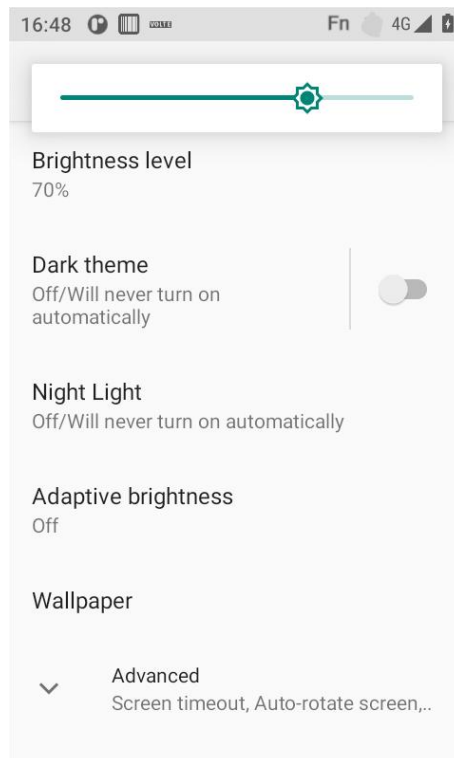 16:48 VOLTE Fn 4G
Brightness level
70%
Dark theme
Off/Will never turn on
automatically
Night Light
Off/Will never turn on automatically
Adaptive brightness
Off
Wallpaper
Advanced
Screen timeout, Auto-rotate screen,..